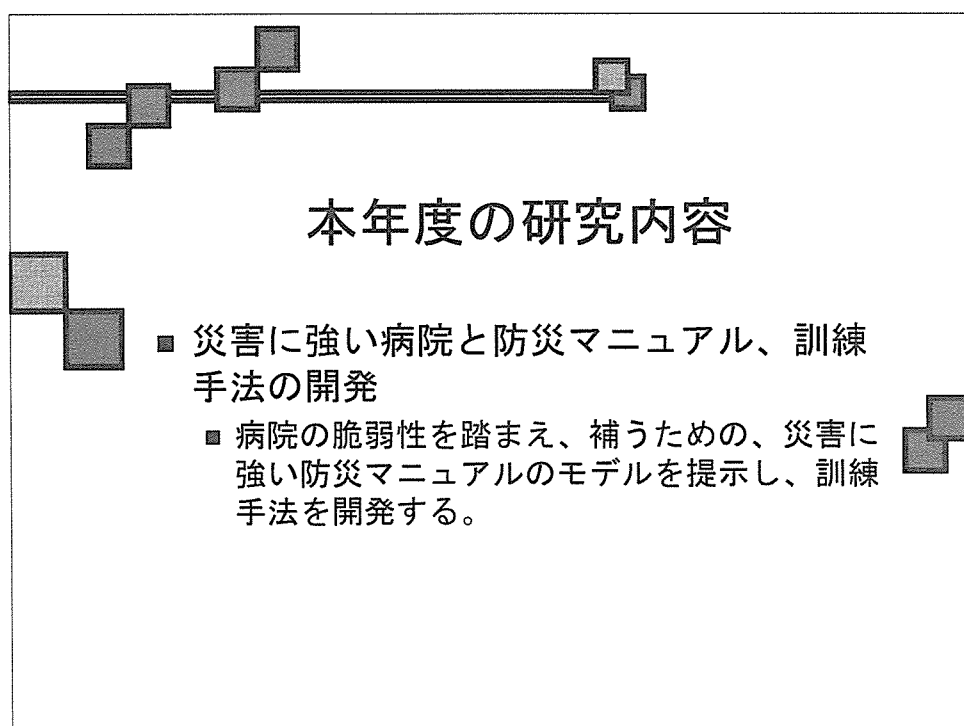 本年度の研究内容
災害に強い病院と防災マニュアル、訓練
手法の開発
病院の脆弱性を踏まえ、補うための、災害に
強い防災マニュアルのモデルを提示し、訓練
手法を開発する。